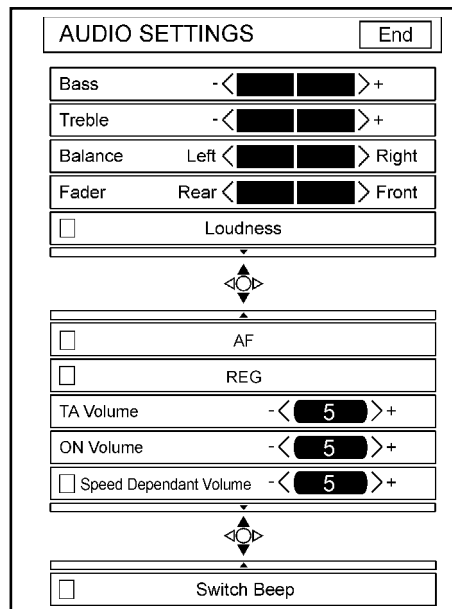 AUDIO SETTINGS End
Bass - +
Treble - +
Balance Left Right
Fader Rear Front
Loudness
AF
REG
TA Volume - 5 +
ON Volume - 5 +
Speed Dependant Volume - 5 +
Switch Beep